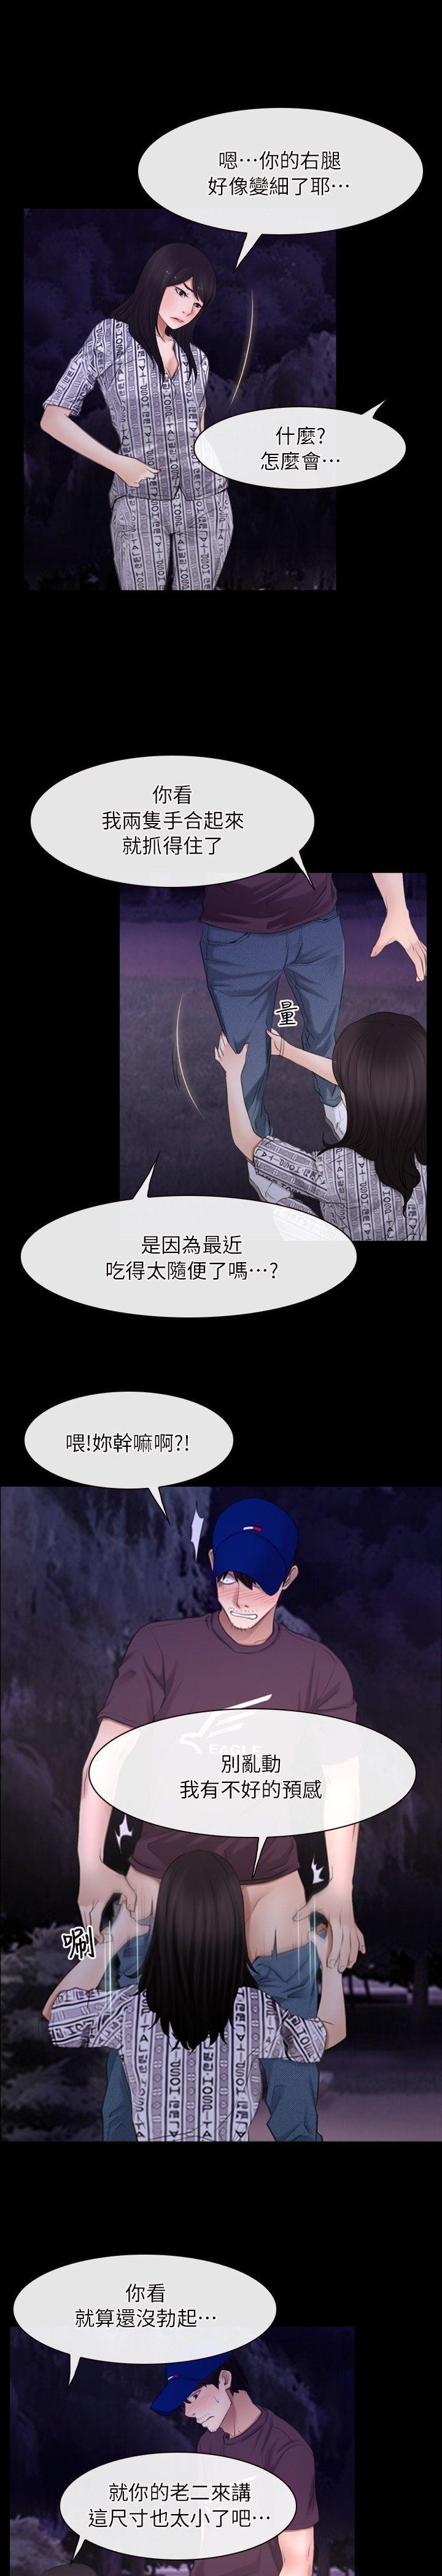 嗯…你的右腿
好像變細了耶…
什麼?
怎麼會…
你看
我兩隻手合起來
就抓得住了
量
是因為最近
吃得太隨便了嗎…?
喂!妳幹嘛啊?!
EAGLE
別亂動
我有不好的預感
唰
HOSPITAL
你看
就算還沒勃起…
就你的老二來講
這尺寸也太小了吧…